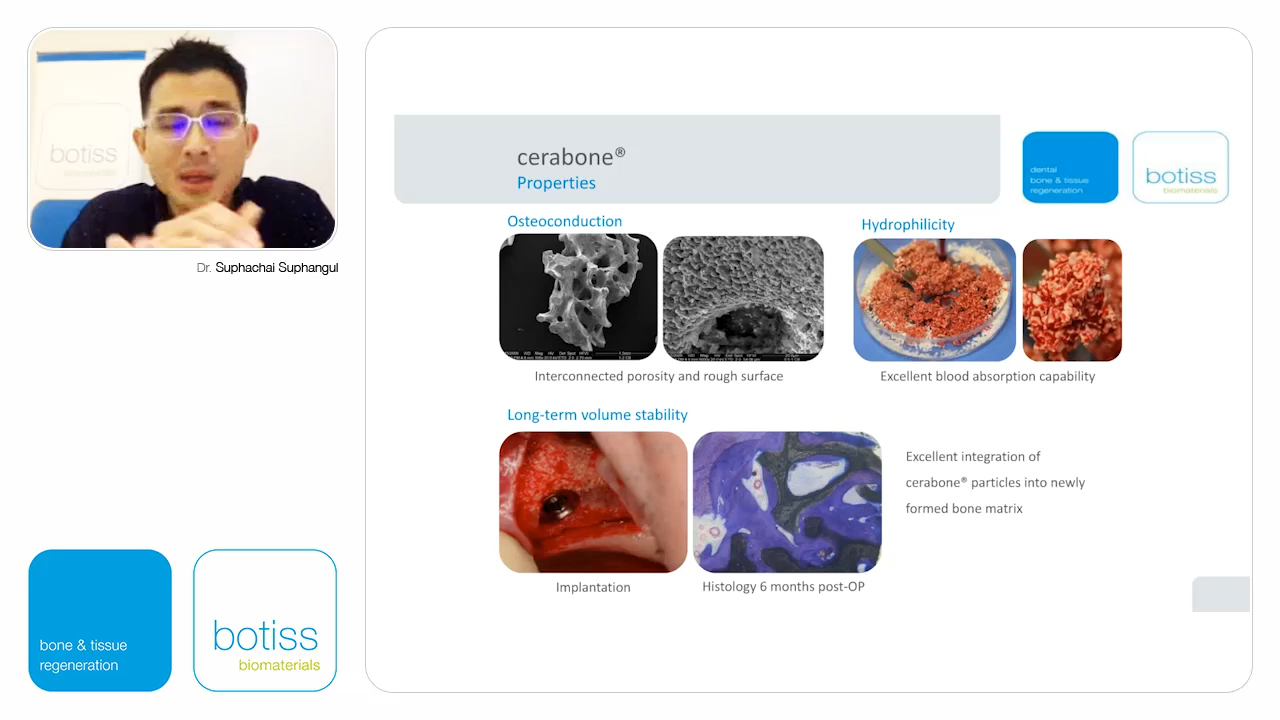 botiss
Dr. Suphachai Suphangul
cerabone®
Properties
dental
bone & tissue
regeneration
botiss
biomaterials
Osteoconduction
Hydrophilicity
Interconnected porosity and rough surface
Excellent blood absorption capability
Long-term volume stability
Excellent integration of
cerabone® particles into newly
formed bone matrix
Implantation
Histology 6 months post-OP
bone & tissue
regeneration
botiss
biomaterials